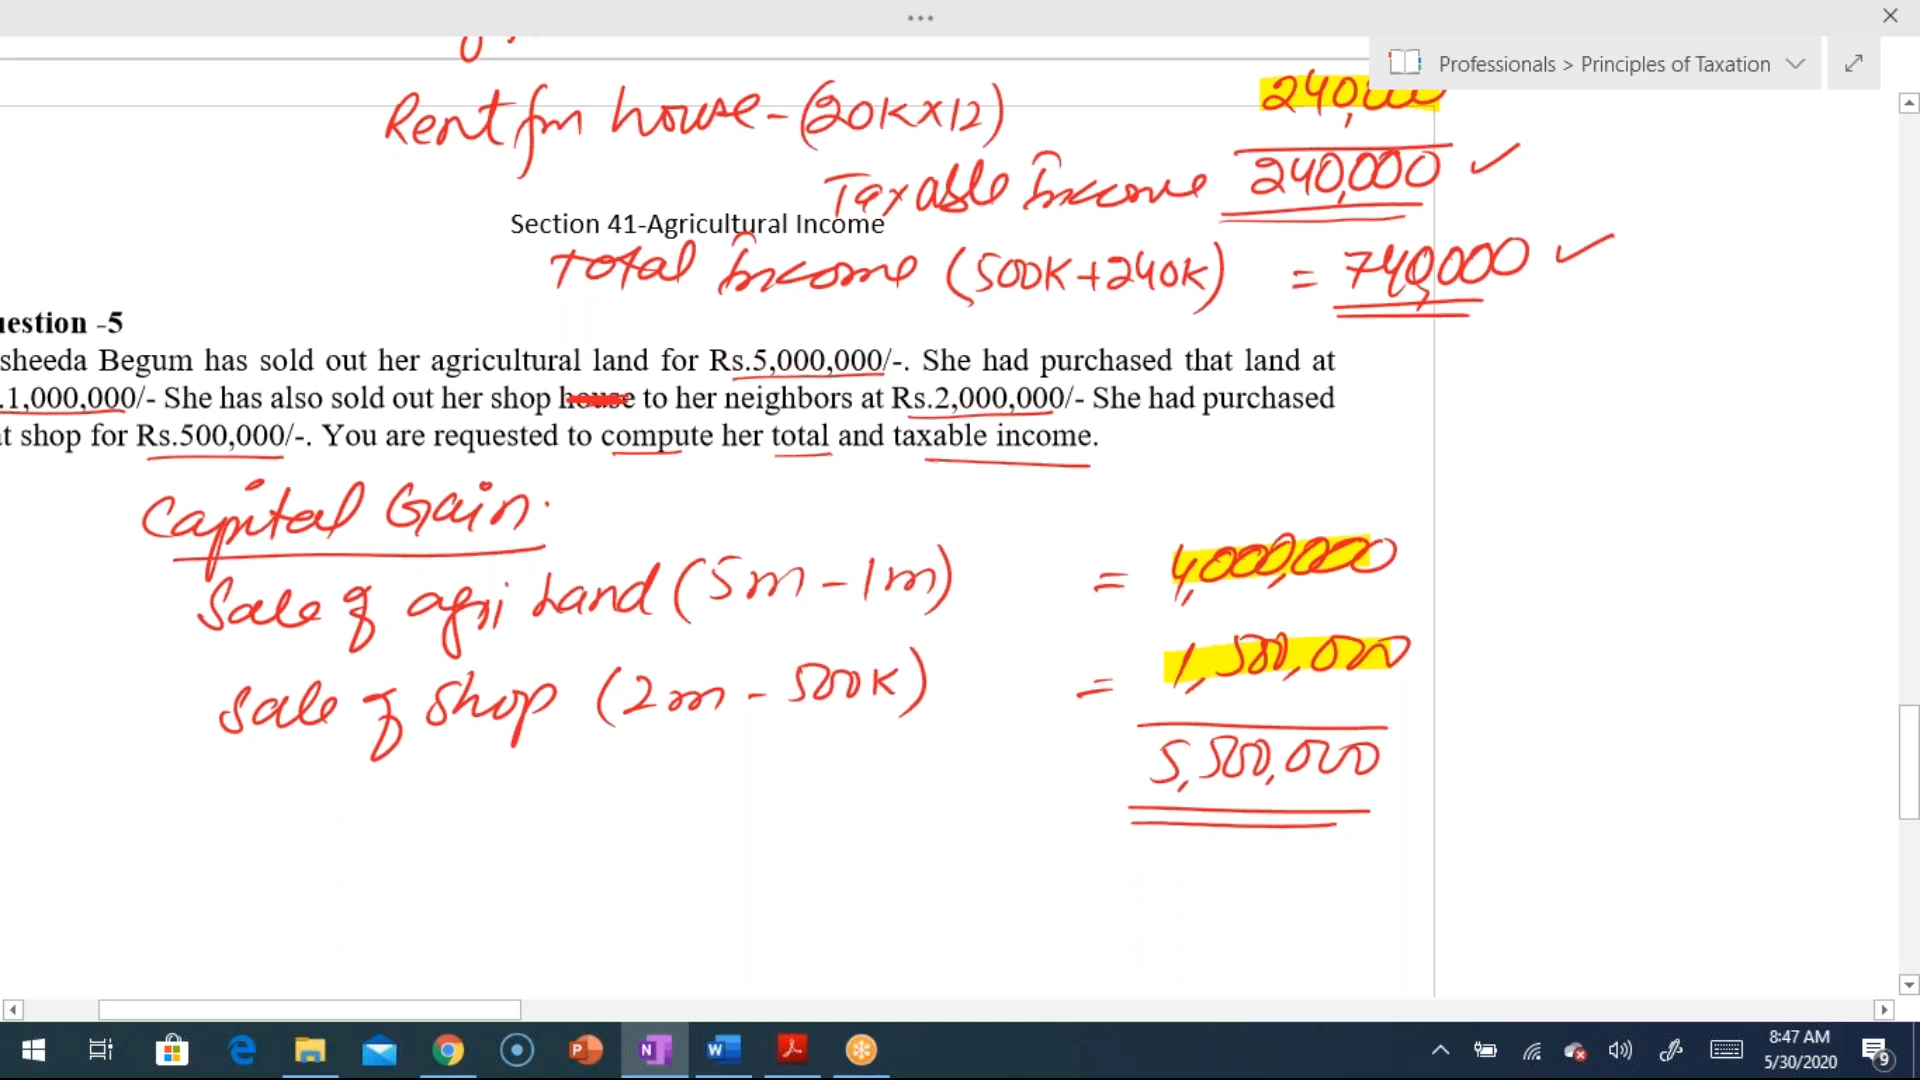 Professionals > Principles of Taxation
Rent for house - (20K×12) 240,000
Taxable Income 240,000 ✓
Section 41-Agricultural Income
Total Income (500K+240K) = 740,000 ✓
uestion -5
sheeda Begum has sold out her agricultural land for Rs.5,000,000/-. She had purchased that land at
.1,000,000/- She has also sold out her shop house to her neighbors at Rs.2,000,000/- She had purchased
at shop for Rs.500,000/-. You are requested to compute her total and taxable income.
Capital Gain.
Sale of agri Land (5m - 1m) = 4,000,000
Sale of Shop (2m - 500K) = 1,500,000
5,500,000
8:47 AM
5/30/2020
9